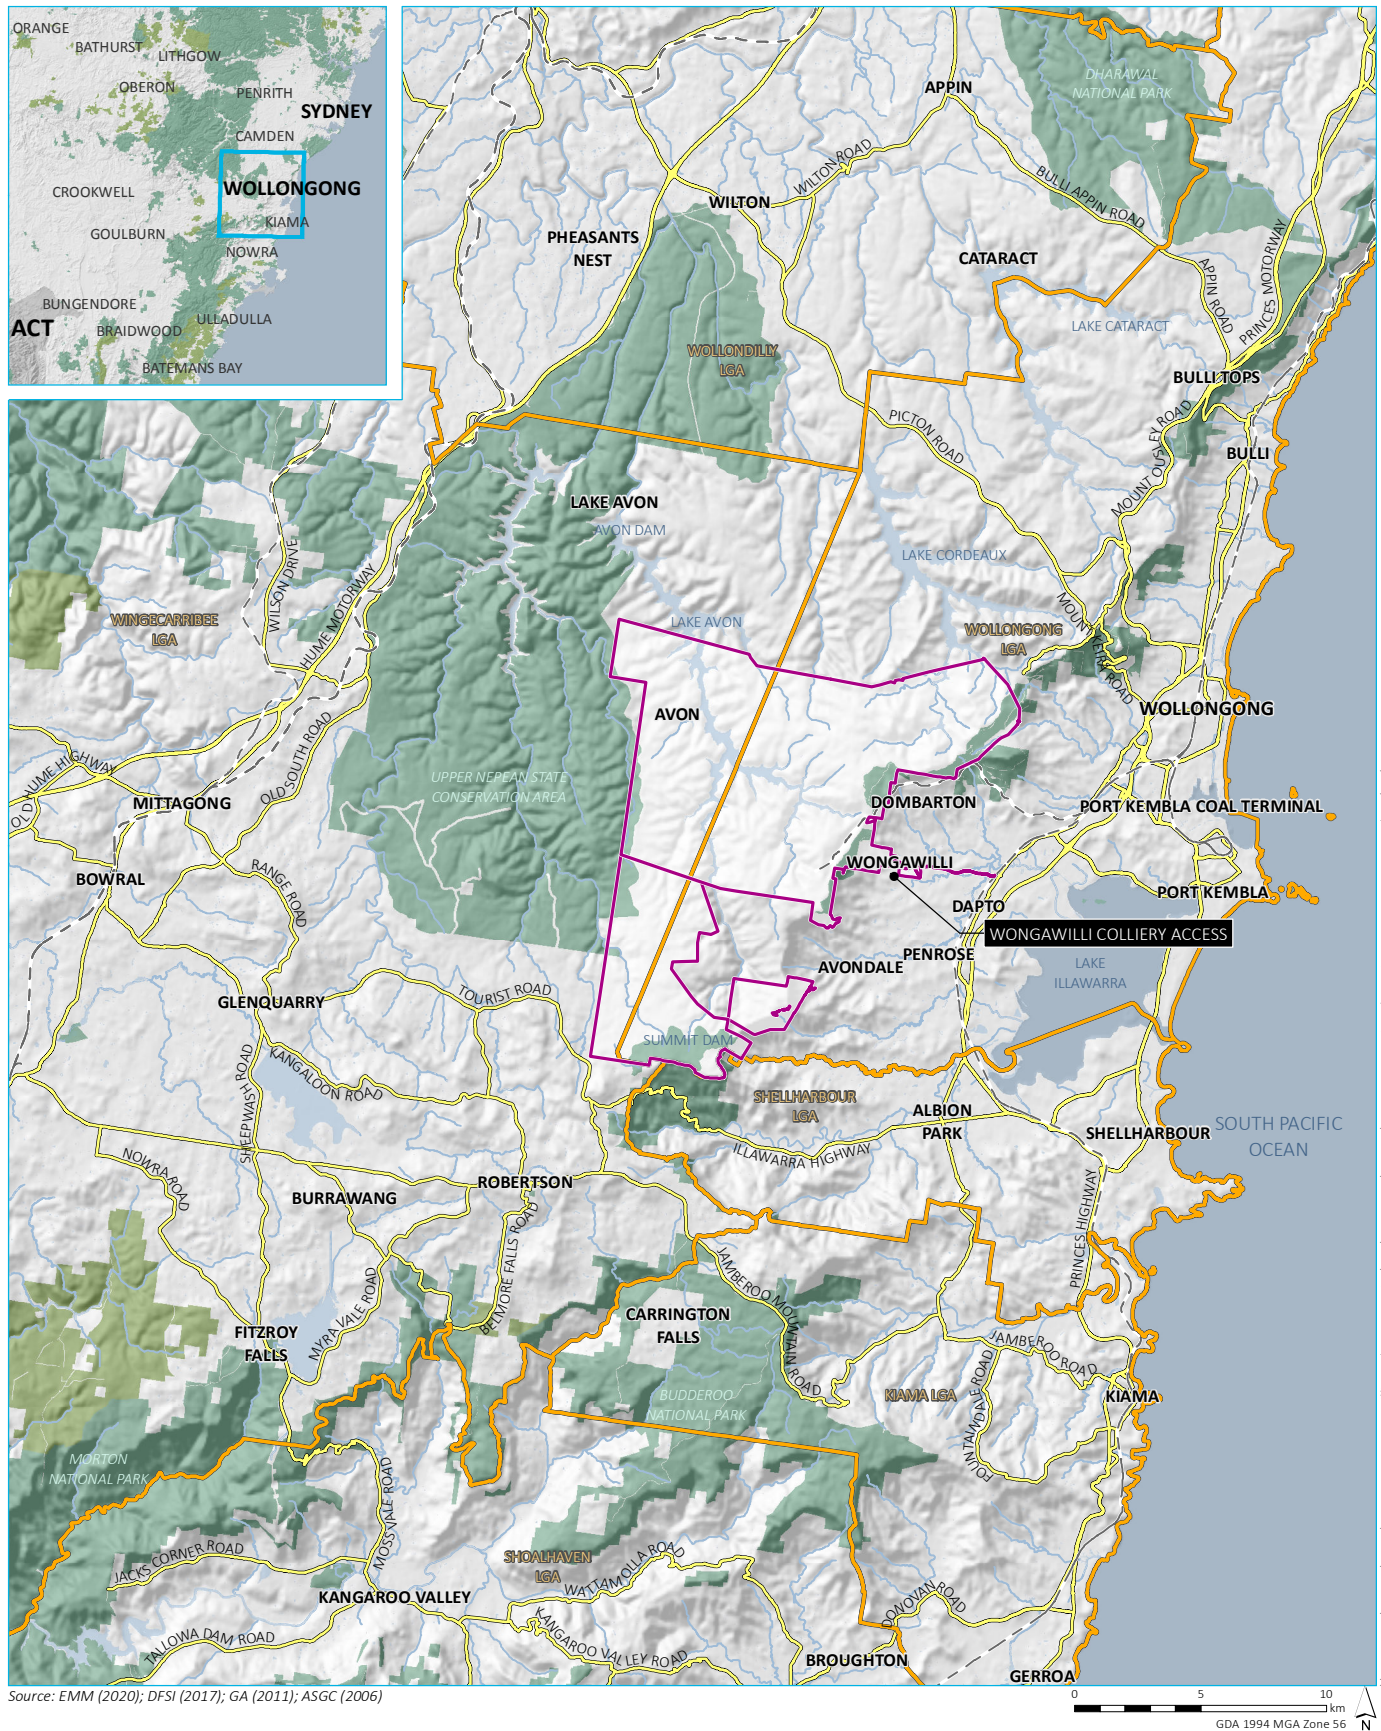 ORANGE
BATHURST
LITHGOW
OBERON
PENRITH
SYDNEY
CAMDEN
CROOKWELL
WOLLONGONG
KIAMA
GOULBURN
NOWRA
BUNGENDORE
ULLADULLA
ACT
BRAIDWOOD
BATEMANS BAY
DHARAWAL
NATIONAL PARK
APPIN
WILTON ROAD
BULLI APPIN ROAD
WILTON
PHEASANTS
NEST
CATARACT
APPIN ROAD
PRINCES MOTORWAY
LAKE CATARACT
WOLLONDILLY
LGA
BULLI TOPS
PICTON ROAD
MOUNT OUSLEY ROAD
BULLI
LAKE AVON
AVON DAM
LAKE CORDEAUX
WILSON DRIVE
HUME MOTORWAY
WINGECARRIBEE
LGA
LAKE AVON
WOLLONGONG
LGA
MOUNT KEIRA ROAD
AVON
WOLLONGONG
OLD HUME HIGHWAY
OLD SOUTH ROAD
UPPER NEPEAN STATE
CONSERVATION AREA
MITTAGONG
DOMBARTON
PORT KEMBLA COAL TERMINAL
BOWRAL
RANGE ROAD
WONGAWILLI
PORT KEMBLA
DAPTO
WONGAWILLI COLLIERY ACCESS
PENROSE
AVONDALE
LAKE
ILLAWARRA
GLENQUARRY
TOURIST ROAD
SUMMIT DAM
KANGALOON ROAD
SHEEPWASH ROAD
SHELLHARBOUR
LGA
ALBION
PARK
SHELLHARBOUR
SOUTH PACIFIC
OCEAN
ILLAWARRA HIGHWAY
NOWRA ROAD
ROBERTSON
BURRAWANG
PRINCES HIGHWAY
BELMORE FALLS ROAD
JAMBEROO MOUNTAIN ROAD
MYRA VALE ROAD
FITZROY
FALLS
CARRINGTON
FALLS
JAMBEROO ROAD
FOUNTAINDALE ROAD
BUDDEROO
NATIONAL PARK
KIAMA LGA
KIAMA
MORTON
NATIONAL PARK
MOSS VALE ROAD
JACKS CORNER ROAD
SHOALHAVEN
LGA
WATTAMOLLA ROAD
KANGAROO VALLEY
DONOVAN ROAD
KANGAROO VALLEY ROAD
TALLOWA DAM ROAD
BROUGHTON
GERROA
Source: EMM (2020); DFSI (2017); GA (2011); ASGC (2006)
0 5 10
km
GDA 1994 MGA Zone 56 N